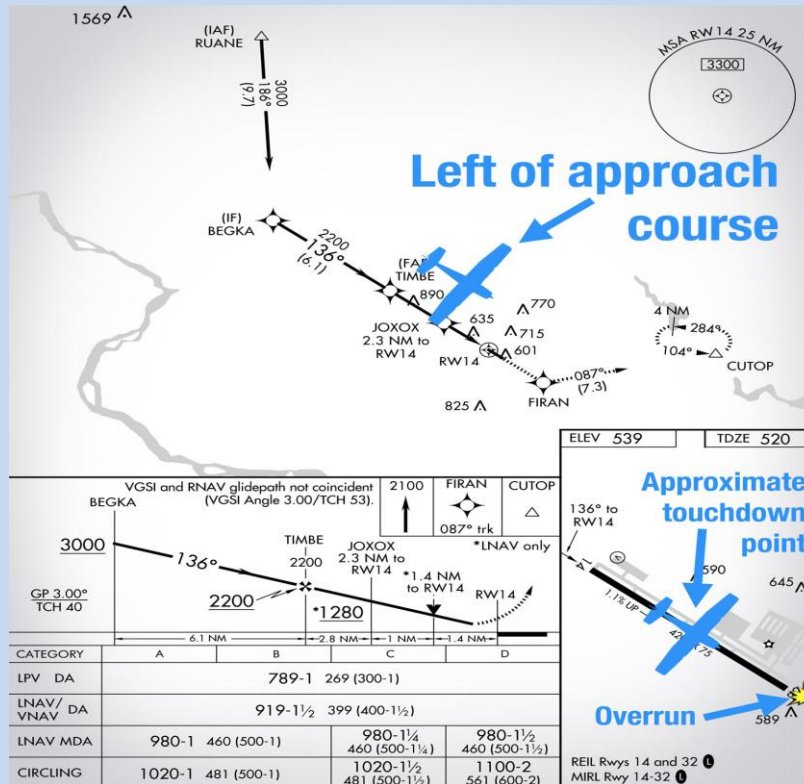 1569
(IAF)
RUANE
3000
186°
(9.7)
MSA RW14 25 NM
3300
Left of approach
course
(IF)
BEGKA
2200
136°
(6.1)
(FAF)
TIMBE
890
770
635
715
601
JOXOX
2.3 NM to
RW14
RW14
4 NM
284°
104°
CUTOP
087°
(7.3)
FIRAN
825
VGSI and RNAV glidepath not coincident
(VGSI Angle 3.00/TCH 53).
2100
FIRAN
087° trk
CUTOP
*LNAV only
BEGKA
3000
136°
TIMBE
2200
JOXOX
2.3 NM to
RW14
*1.4 NM
to RW14
RW14
GP 3.00°
TCH 40
2200
*1280
6.1 NM
2.8 NM
1 NM
1.4 NM
CATEGORY A B C D
LPV DA 789-1 269 (300-1)
LNAV/
VNAV DA 919-1½ 399 (400-1½)
LNAV MDA 980-1 460 (500-1) 980-1¼
460 (500-1¼) 980-1½
460 (500-1½)
CIRCLING 1020-1 481 (500-1) 1020-1½
481 (500-1½) 1100-2
561 (600-2)
ELEV 539
TDZE 520
Approximate
touchdown
point
136° to
RW14
590
645
1.1% UP
X 75
Overrun
589
REIL Rwys 14 and 32 L
MIRL Rwy 14-32 L